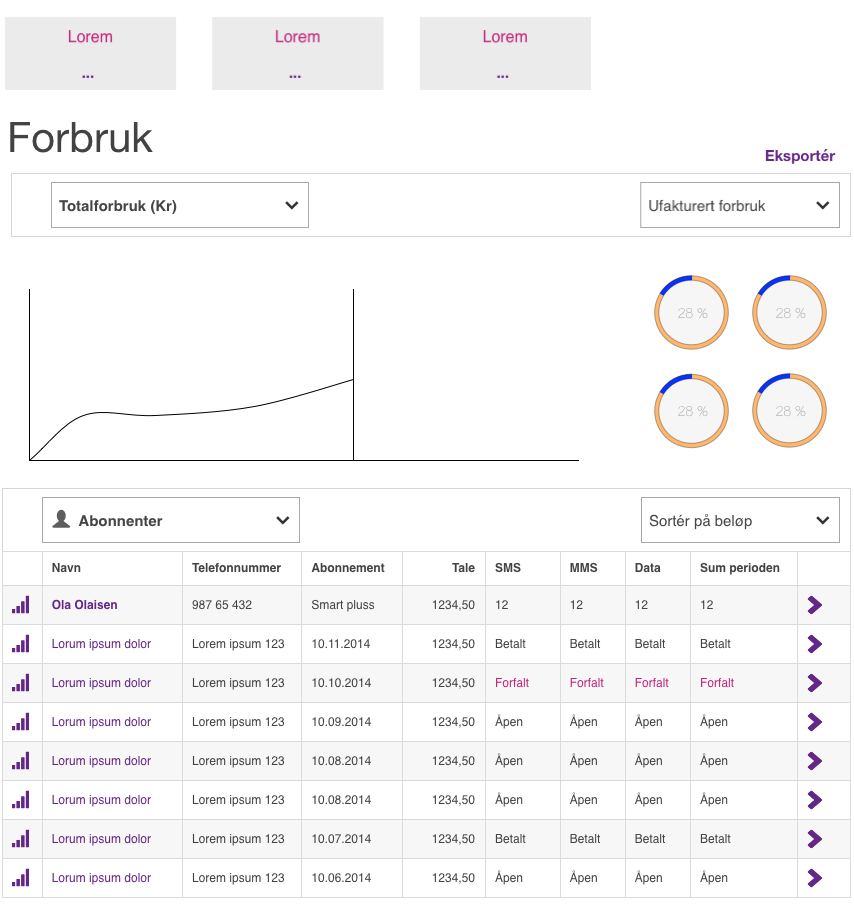 Lorem Lorem Lorem
... ... ...
Forbruk
Eksportér
Totalforbruk (Kr) Ufakturert forbruk
28 % 28 %
28 % 28 %
Abonnenter Sortér på beløp
Navn Telefonnummer Abonnement Tale SMS MMS Data Sum perioden
Ola Olaisen 987 65 432 Smart pluss 1234,50 12 12 12 12
Lorum ipsum dolor Lorem ipsum 123 10.11.2014 1234,50 Betalt Betalt Betalt Betalt
Lorum ipsum dolor Lorem ipsum 123 10.10.2014 1234,50 Forfalt Forfalt Forfalt Forfalt
Lorum ipsum dolor Lorem ipsum 123 10.09.2014 1234,50 Åpen Åpen Åpen Åpen
Lorum ipsum dolor Lorem ipsum 123 10.08.2014 1234,50 Åpen Åpen Åpen Åpen
Lorum ipsum dolor Lorem ipsum 123 10.08.2014 1234,50 Åpen Åpen Åpen Åpen
Lorum ipsum dolor Lorem ipsum 123 10.07.2014 1234,50 Betalt Betalt Betalt Betalt
Lorum ipsum dolor Lorem ipsum 123 10.06.2014 1234,50 Åpen Åpen Åpen Åpen